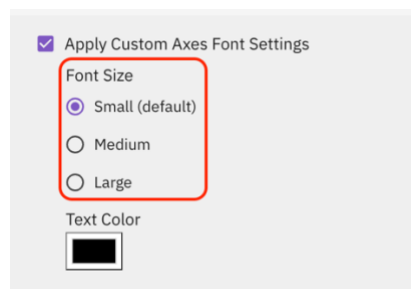 Apply Custom Axes Font Settings
Font Size
Small (default)
Medium
Large
Text Color